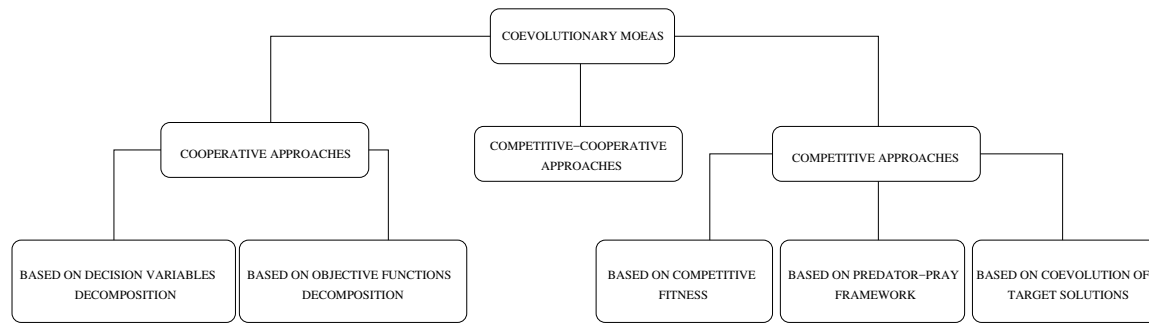 COEVOLUTIONARY MOEAS
COOPERATIVE APPROACHES
COMPETITIVE−COOPERATIVE
APPROACHES
COMPETITIVE APPROACHES
BASED ON DECISION VARIABLES
DECOMPOSITION
BASED ON OBJECTIVE FUNCTIONS
DECOMPOSITION
BASED ON COMPETITIVE
FITNESS
BASED ON PREDATOR−PRAY
FRAMEWORK
BASED ON COEVOLUTION OF
TARGET SOLUTIONS